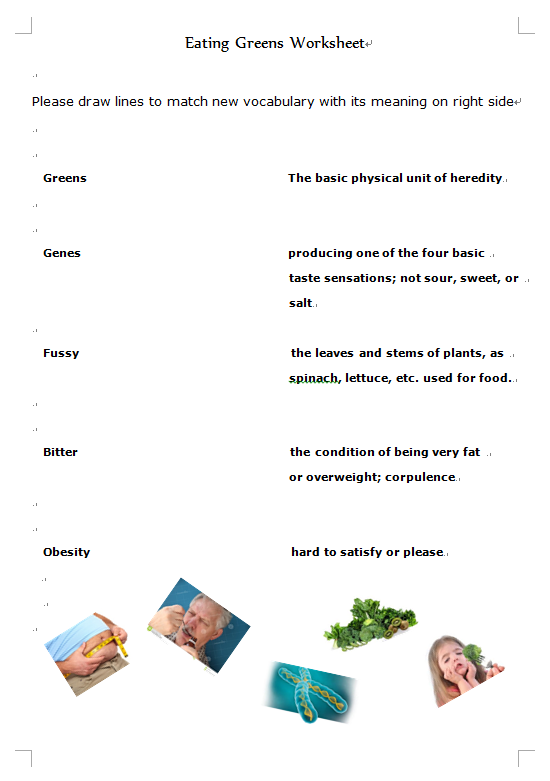 Eating Greens Worksheet
Please draw lines to match new vocabulary with its meaning on right side
Greens The basic physical unit of heredity
Genes producing one of the four basic
taste sensations; not sour, sweet, or
salt
Fussy the leaves and stems of plants, as
spinach, lettuce, etc. used for food.
Bitter the condition of being very fat
or overweight; corpulence
Obesity hard to satisfy or please